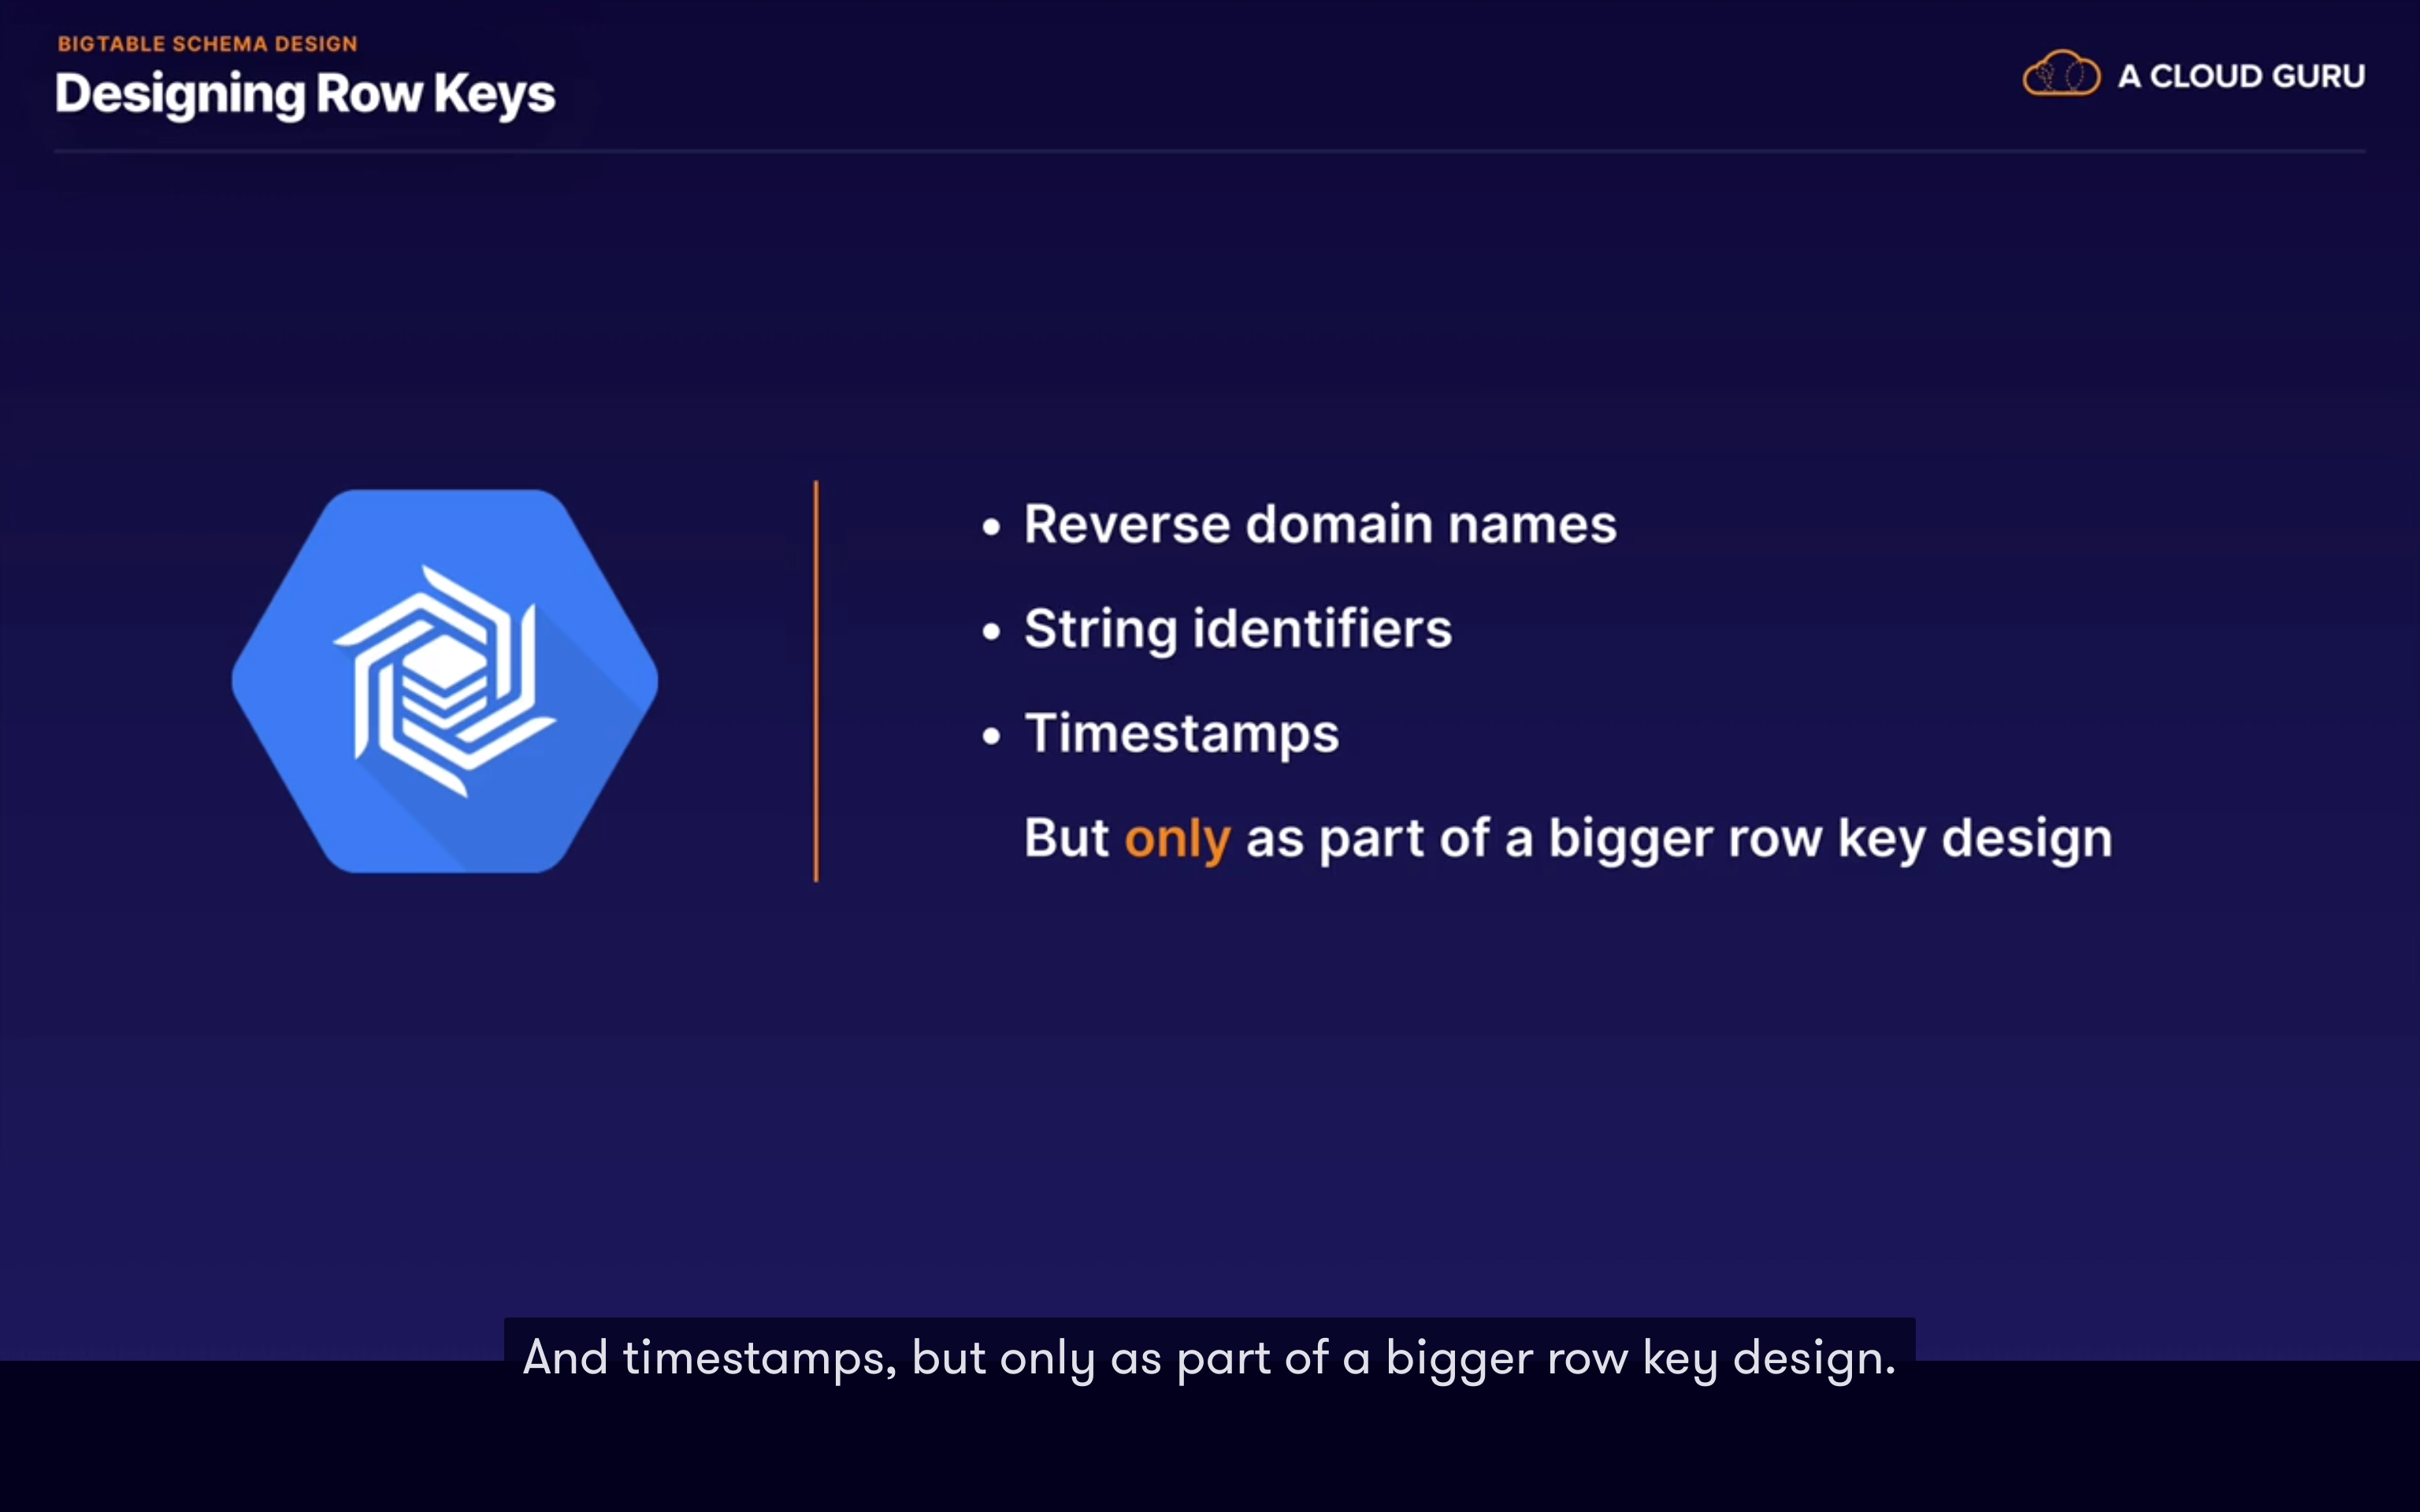 BIGTABLE SCHEMA DESIGN
Designing Row Keys
A CLOUD GURU
• Reverse domain names
• String identifiers
• Timestamps
But only as part of a bigger row key design
And timestamps, but only as part of a bigger row key design.